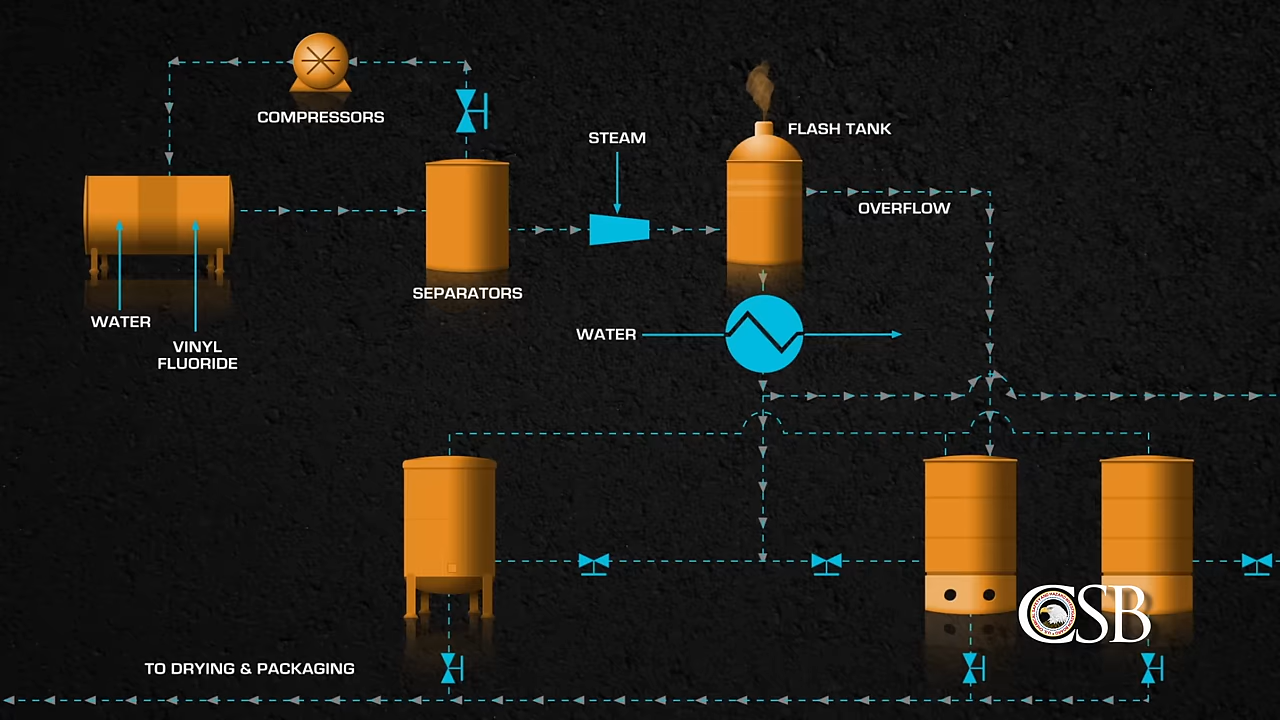 COMPRESSORS
STEAM
FLASH TANK
OVERFLOW
SEPARATORS
WATER
WATER
VINYL
FLUORIDE
CSB
TO DRYING & PACKAGING